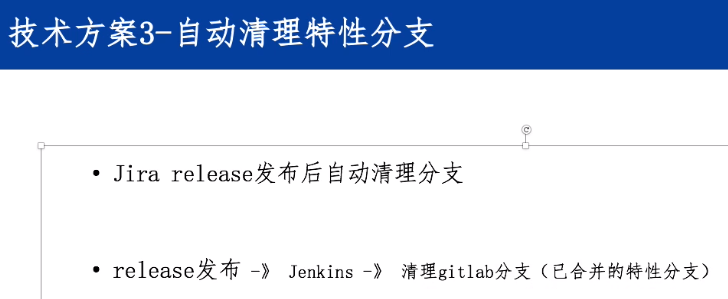 技术方案3-自动清理特性分支
• Jira release发布后自动清理分支
• release发布 -》 Jenkins -》 清理gitlab分支（已合并的特性分支）